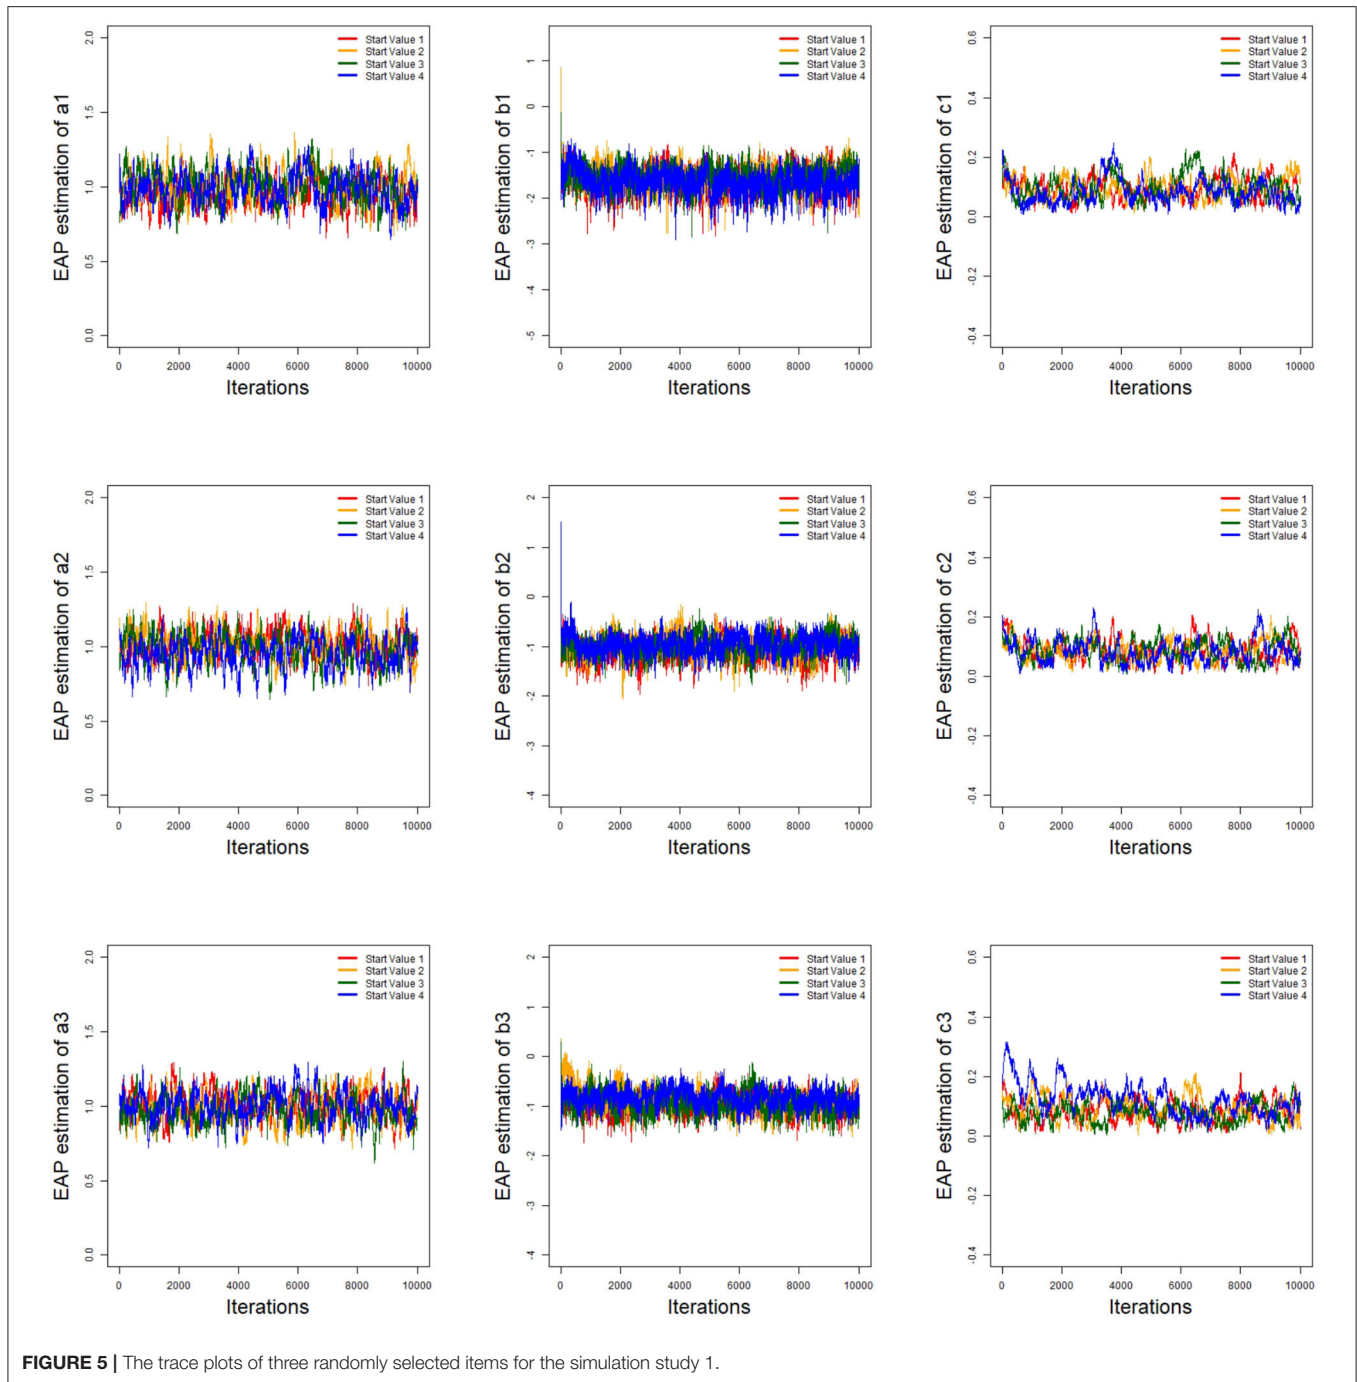 2.0
1.5
1.0
0.5
0.0
EAP estimation of a1
Start Value 1
Start Value 2
Start Value 3
Start Value 4
0 2000 4000 6000 8000 10000
Iterations
1
0
-1
-2
-3
-4
-5
EAP estimation of b1
Start Value 1
Start Value 2
Start Value 3
Start Value 4
0 2000 4000 6000 8000 10000
Iterations
0.6
0.4
0.2
0.0
-0.2
-0.4
EAP estimation of c1
Start Value 1
Start Value 2
Start Value 3
Start Value 4
0 2000 4000 6000 8000 10000
Iterations
2.0
1.5
1.0
0.5
0.0
EAP estimation of a2
Start Value 1
Start Value 2
Start Value 3
Start Value 4
0 2000 4000 6000 8000 10000
Iterations
2
1
0
-1
-2
-3
-4
EAP estimation of b2
Start Value 1
Start Value 2
Start Value 3
Start Value 4
0 2000 4000 6000 8000 10000
Iterations
0.6
0.4
0.2
0.0
-0.2
-0.4
EAP estimation of c2
Start Value 1
Start Value 2
Start Value 3
Start Value 4
0 2000 4000 6000 8000 10000
Iterations
2.0
1.5
1.0
0.5
0.0
EAP estimation of a3
Start Value 1
Start Value 2
Start Value 3
Start Value 4
0 2000 4000 6000 8000 10000
Iterations
2
1
0
-1
-2
-3
-4
EAP estimation of b3
Start Value 1
Start Value 2
Start Value 3
Start Value 4
0 2000 4000 6000 8000 10000
Iterations
0.6
0.4
0.2
0.0
-0.2
-0.4
EAP estimation of c3
Start Value 1
Start Value 2
Start Value 3
Start Value 4
0 2000 4000 6000 8000 10000
Iterations
FIGURE 5 | The trace plots of three randomly selected items for the simulation study 1.